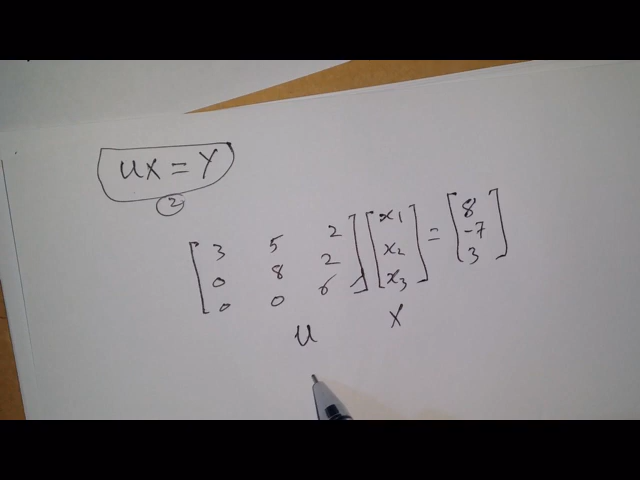 UX = Y
2
[3 5 2] [x1] = [8]
[0 8 2] [x2] [-7]
[0 0 6] [x3] [3]
U X